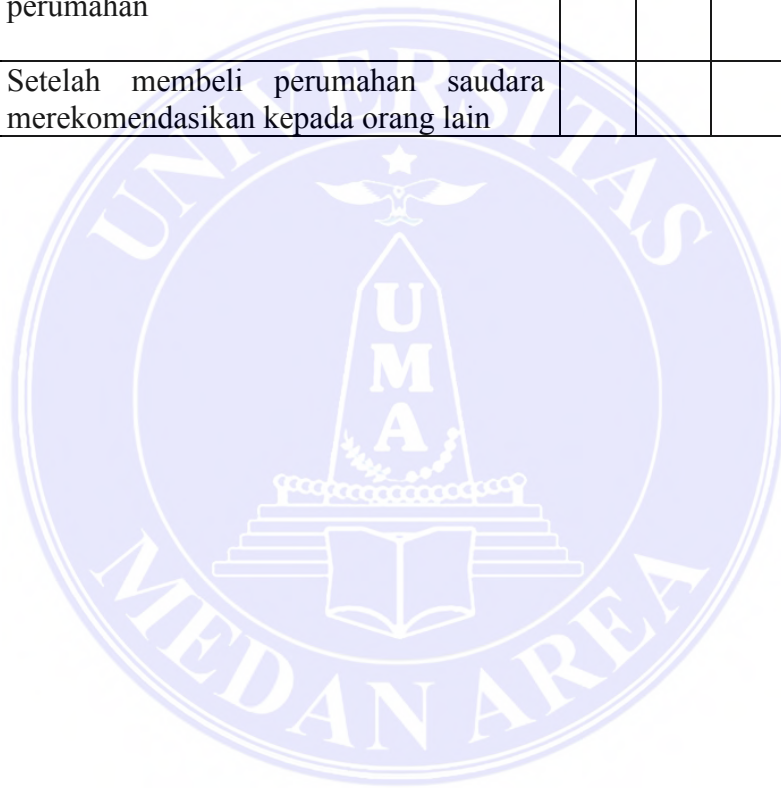 perumahan
Setelah membeli perumahan saudara
merekomendasikan kepada orang lain
UNIVERSITAS
U
M
A
MEDAN AREA